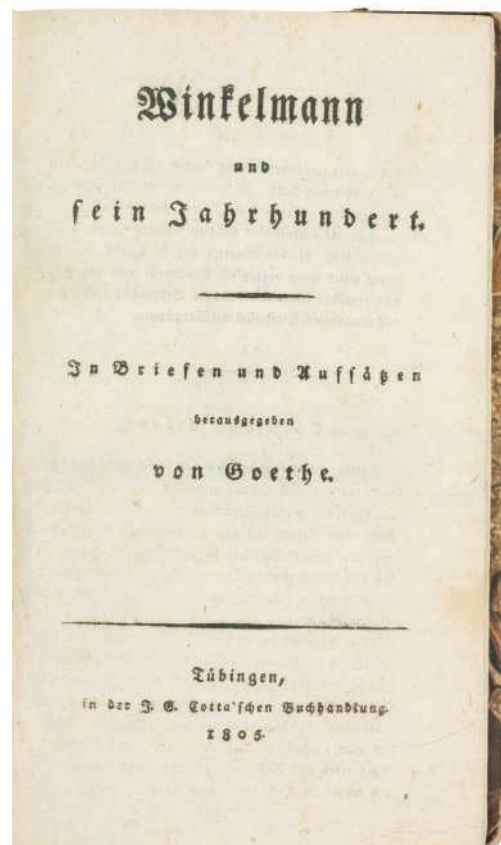 Winkelmann
und
sein Jahrhundert.
In Briefen und Aufsätzen
herausgegeben
von Goethe.
Tübingen,
in der J. G. Cotta'schen Buchhandlung.
1805.